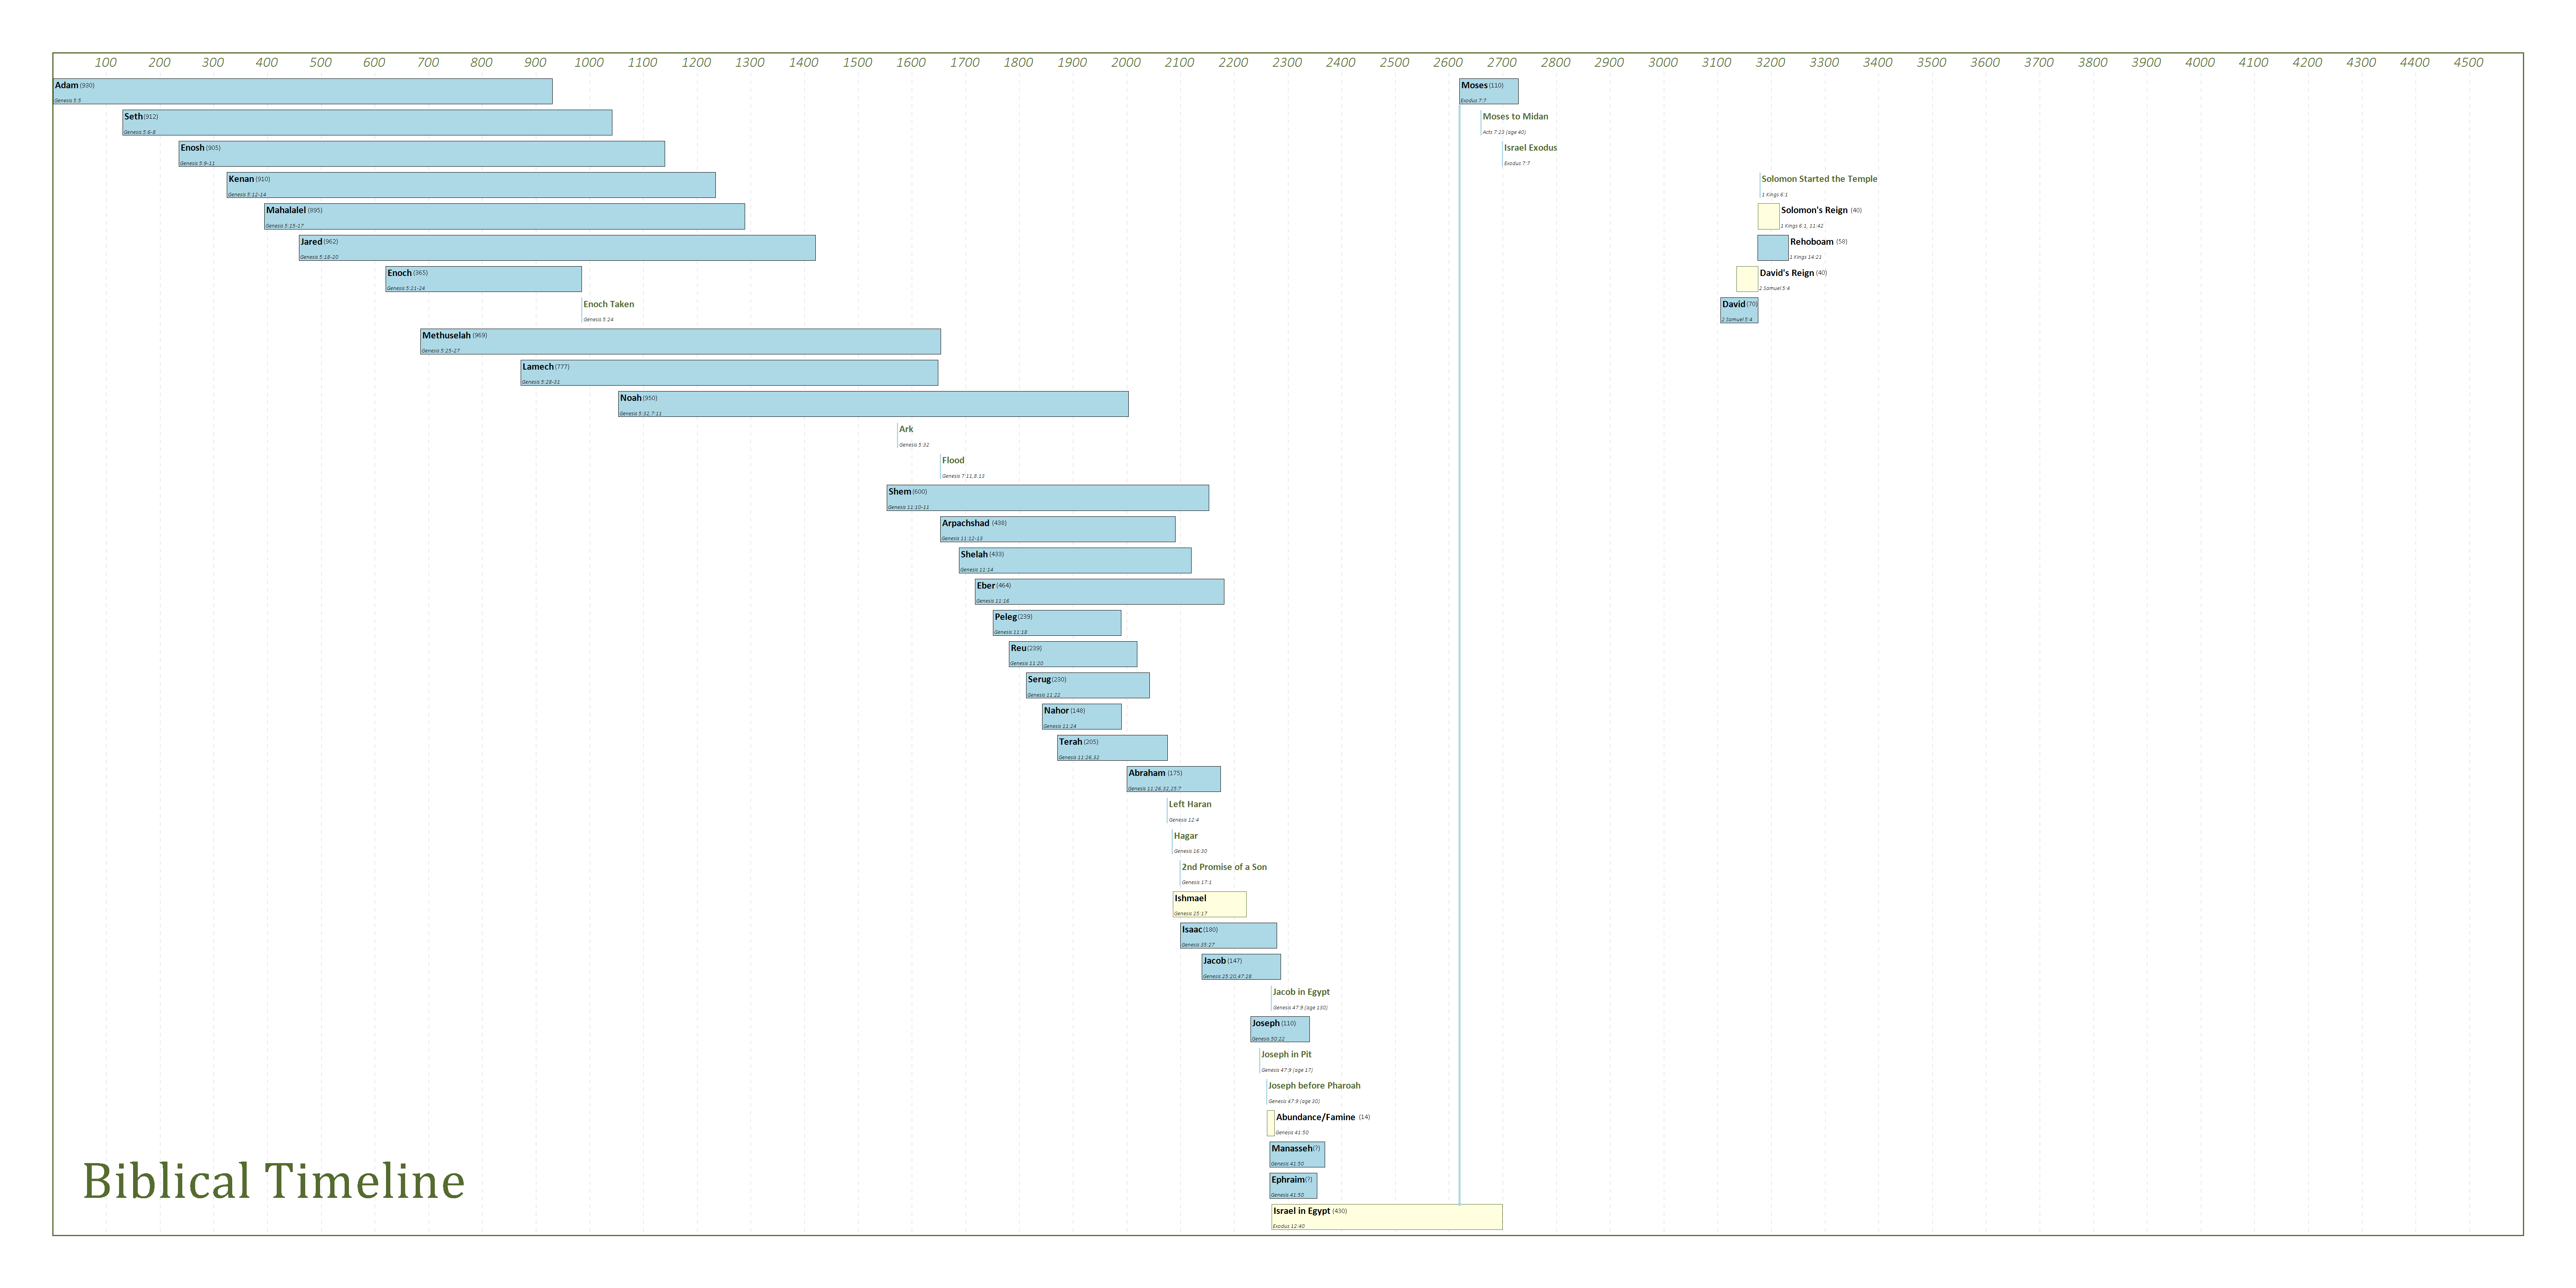 100 200 300 400 500 600 700 800 900 1000 1100 1200 1300 1400 1500 1600 1700 1800 1900 2000 2100 2200 2300 2400 2500 2600 2700 2800 2900 3000 3100 3200 3300 3400 3500 3600 3700 3800 3900 4000 4100 4200 4300 4400 4500
Adam (930)
Genesis 5:5
Moses (110)
Exodus 7:7
Seth (912)
Genesis 5:6-8
Moses to Midan
Acts 7:23 (age 40)
Enosh (905)
Genesis 5:9-11
Israel Exodus
Exodus 7:7
Kenan (910)
Genesis 5:12-14
Solomon Started the Temple
1 Kings 6:1
Mahalalel (895)
Genesis 5:15-17
Solomon's Reign (40)
1 Kings 6:1, 11:42
Jared (962)
Genesis 5:18-20
Rehoboam (58)
1 Kings 14:21
Enoch (365)
Genesis 5:21-24
David's Reign (40)
2 Samuel 5:4
Enoch Taken
Genesis 5:24
David (70)
2 Samuel 5:4
Methuselah (969)
Genesis 5:25-27
Lamech (777)
Genesis 5:28-31
Noah (950)
Genesis 5:32,7:11
Ark
Genesis 5:32
Flood
Genesis 7:11,8:13
Shem (600)
Genesis 11:10-11
Arpachshad (438)
Genesis 11:12-13
Shelah (433)
Genesis 11:14
Eber (464)
Genesis 11:16
Peleg (239)
Genesis 11:18
Reu (239)
Genesis 11:20
Serug (230)
Genesis 11:22
Nahor (148)
Genesis 11:24
Terah (205)
Genesis 11:26,32
Abraham (175)
Genesis 11:26,32,25:7
Left Haran
Genesis 12:4
Hagar
Genesis 16:30
2nd Promise of a Son
Genesis 17:1
Ishmael
Genesis 25:17
Isaac (180)
Genesis 35:27
Jacob (147)
Genesis 25:20,47:28
Jacob in Egypt
Genesis 47:9 (age 130)
Joseph (110)
Genesis 50:22
Joseph in Pit
Genesis 47:9 (age 17)
Joseph before Pharoah
Genesis 47:9 (age 30)
Abundance/Famine (14)
Genesis 41:50
Manasseh (?)
Genesis 41:50
Ephraim (?)
Genesis 41:50
Israel in Egypt (430)
Exodus 12:40
Biblical Timeline